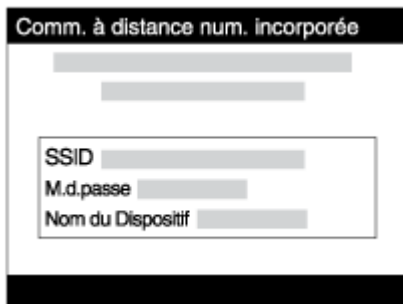 Comm. à distance num. incorporée
SSID
M.d.passe
Nom du Dispositif